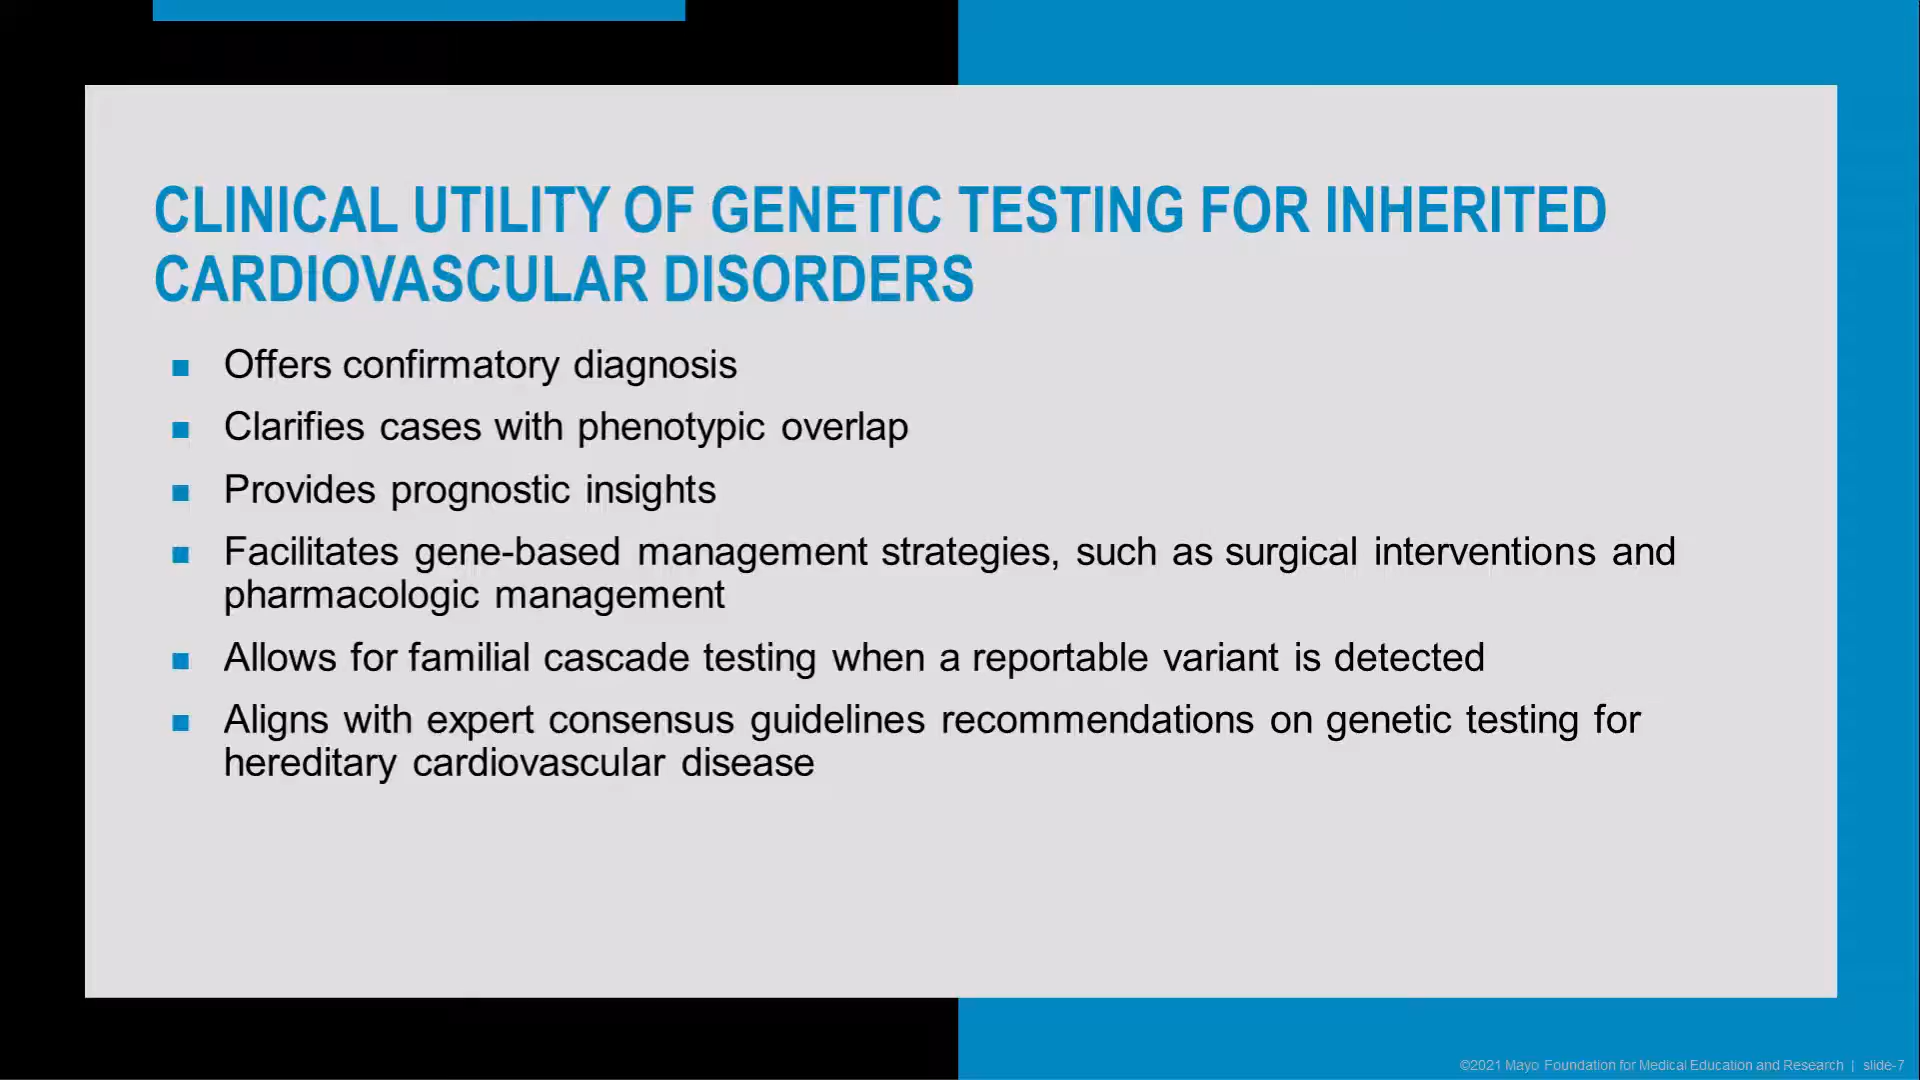 CLINICAL UTILITY OF GENETIC TESTING FOR INHERITED
CARDIOVASCULAR DISORDERS
■ Offers confirmatory diagnosis
■ Clarifies cases with phenotypic overlap
■ Provides prognostic insights
■ Facilitates gene-based management strategies, such as surgical interventions and
pharmacologic management
■ Allows for familial cascade testing when a reportable variant is detected
■ Aligns with expert consensus guidelines recommendations on genetic testing for
hereditary cardiovascular disease
©2021 Mayo Foundation for Medical Education and Research | slide-7